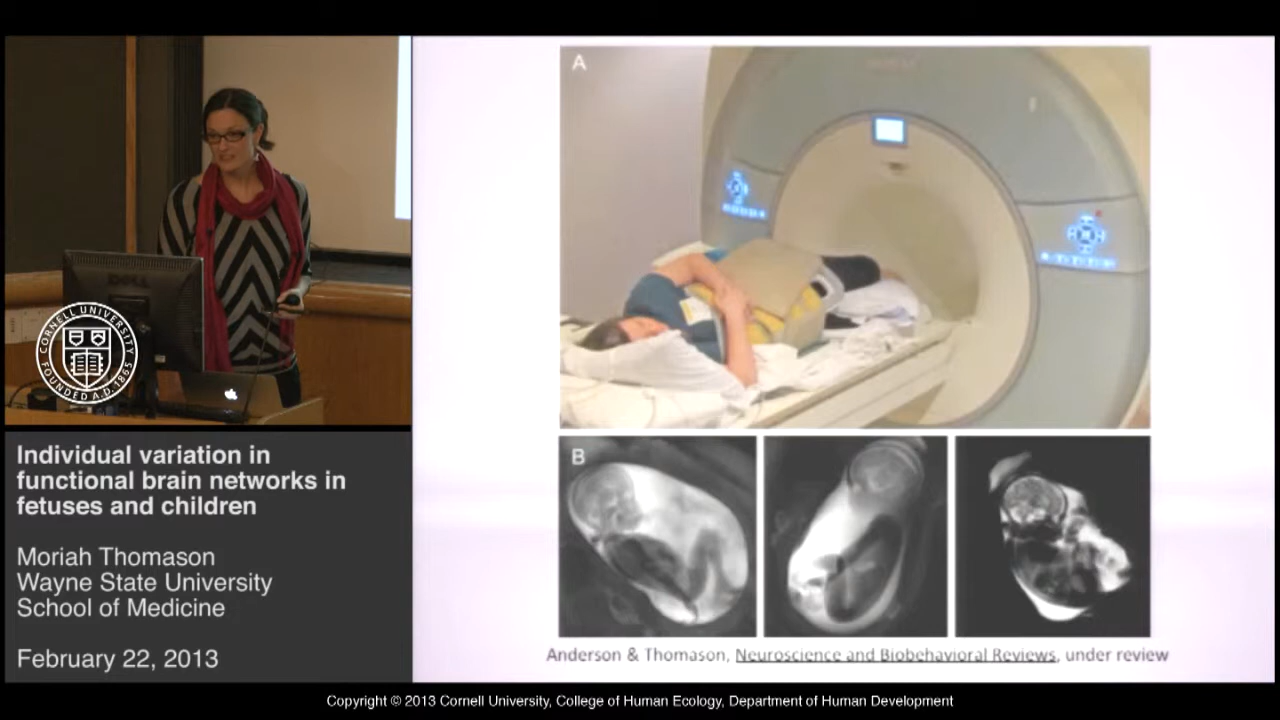 DELL
CORNELL UNIVERSITY
FOUNDED A.D. 1865
Individual variation in
functional brain networks in
fetuses and children
Moriah Thomason
Wayne State University
School of Medicine
February 22, 2013
A
B
Anderson & Thomason, Neuroscience and Biobehavioral Reviews, under review
Copyright © 2013 Cornell University, College of Human Ecology, Department of Human Development